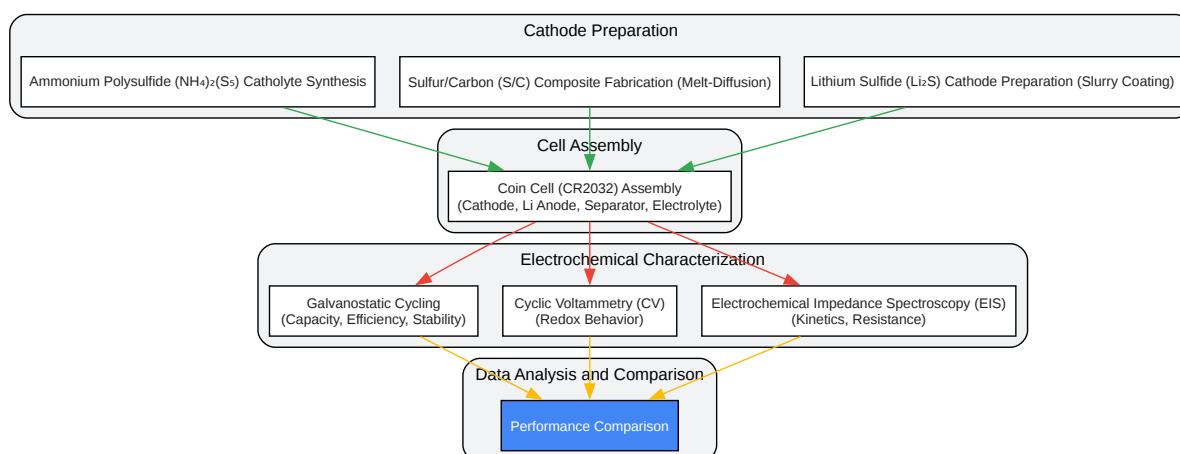 Cathode Preparation
Ammonium Polysulfide (NH₄)₂(S₅) Catholyte Synthesis
Sulfur/Carbon (S/C) Composite Fabrication (Melt-Diffusion)
Lithium Sulfide (Li₂S) Cathode Preparation (Slurry Coating)
Cell Assembly
Coin Cell (CR2032) Assembly
(Cathode, Li Anode, Separator, Electrolyte)
Electrochemical Characterization
Galvanostatic Cycling
(Capacity, Efficiency, Stability)
Cyclic Voltammetry (CV)
(Redox Behavior)
Electrochemical Impedance Spectroscopy (EIS)
(Kinetics, Resistance)
Data Analysis and Comparison
Performance Comparison